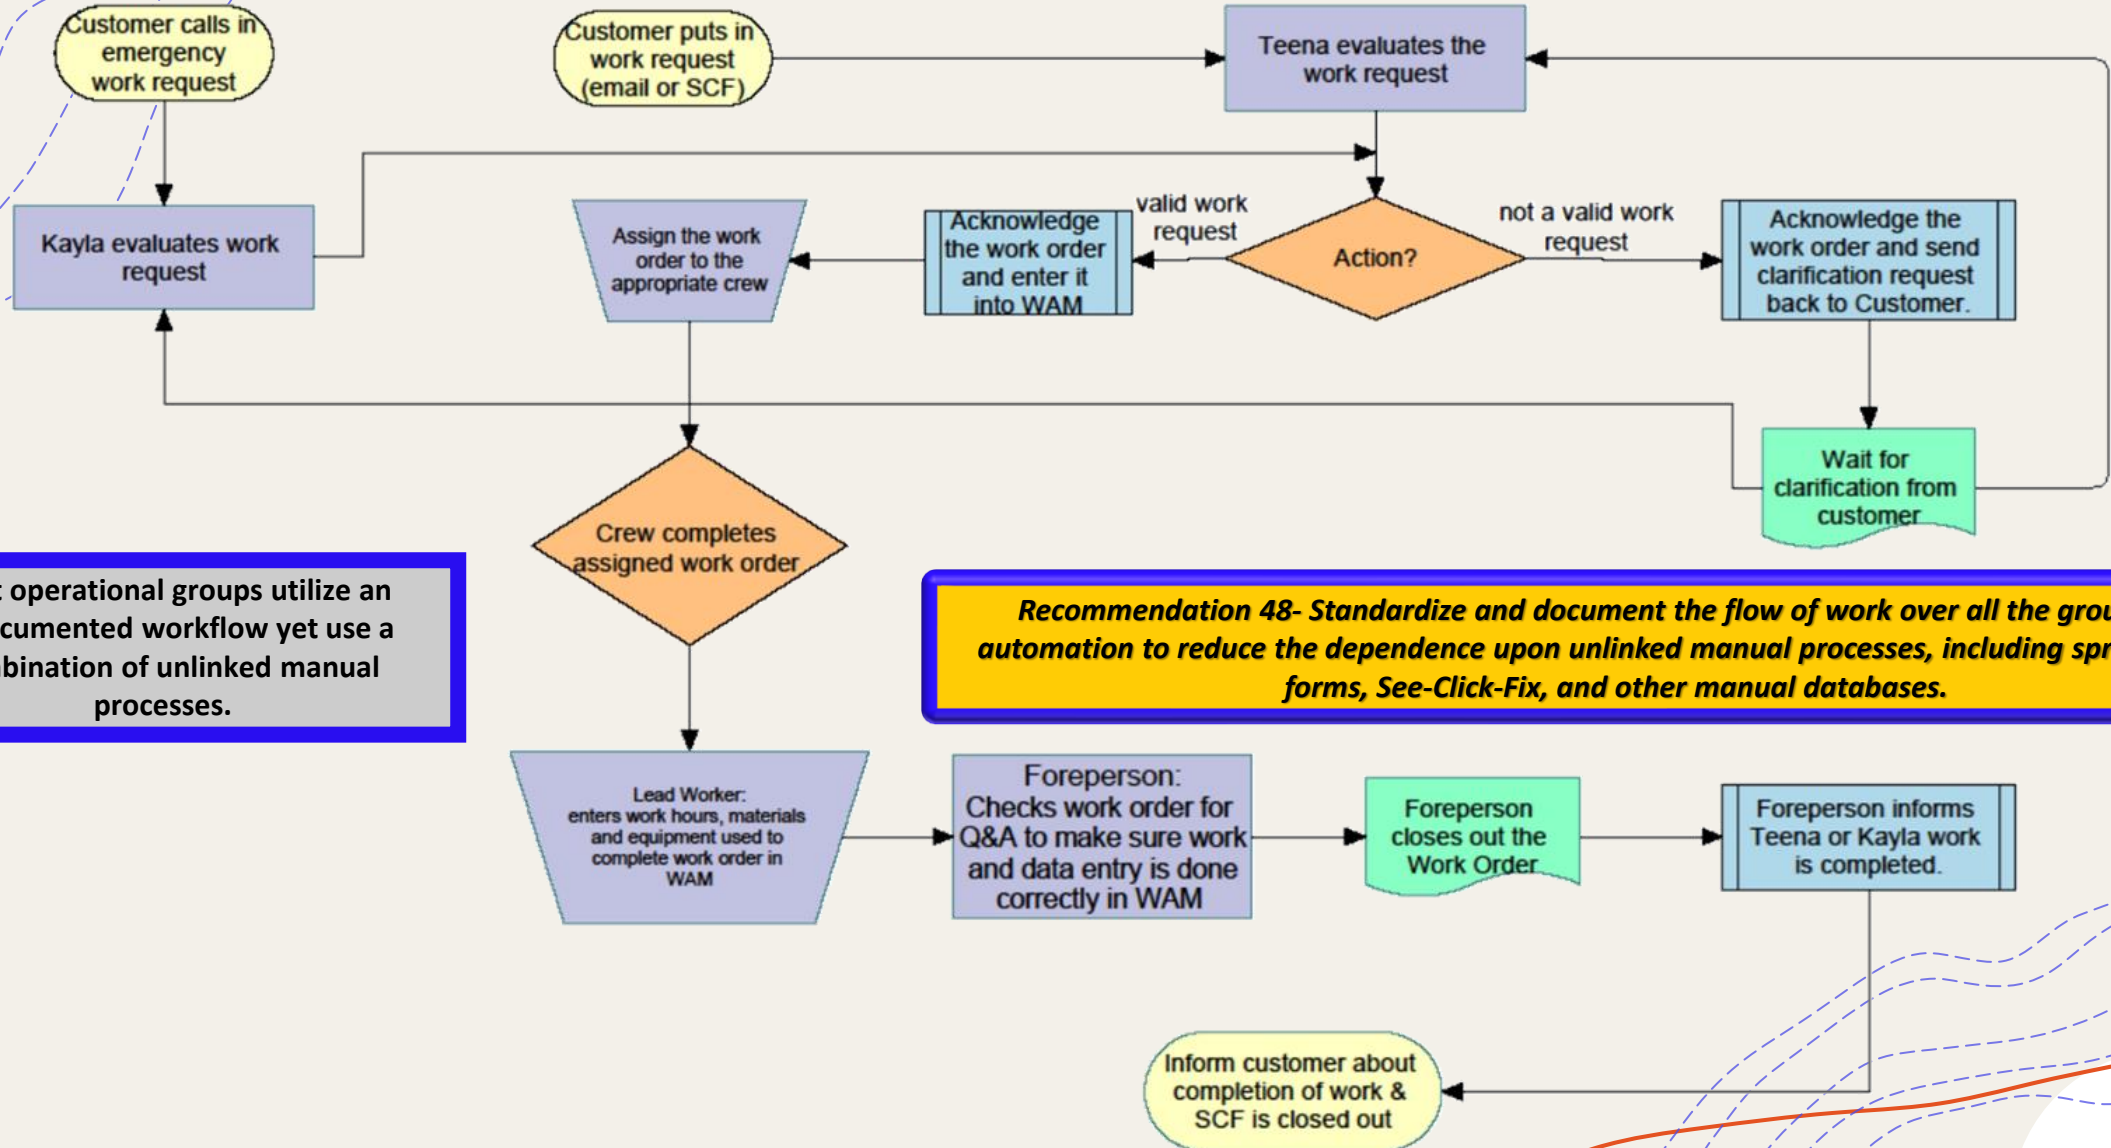 Customer calls in
emergency
work request
Customer puts in
work request
(email or SCF)
Teena evaluates the
work request
Kayla evaluates work
request
Assign the work
order to the
appropriate crew
Acknowledge
the work order
and enter it
into WAM
valid work
request
Action?
not a valid work
request
Acknowledge the
work order and send
clarification request
back to Customer.
Wait for
clarification from
customer
Crew completes
assigned work order
operational groups utilize an
workflow yet use a
of unlinked manual
processes.
Recommendation 48- Standardize and document the flow of work over all the
automation to reduce the dependence upon unlinked manual processes, including
forms, See-Click-Fix, and other manual databases.
Lead Worker:
enters work hours, materials
and equipment used to
complete work order in
WAM
Foreperson:
Checks work order for
Q&A to make sure work
and data entry is done
correctly in WAM
Foreperson
closes out the
Work Order
Foreperson informs
Teena or Kayla work
is completed.
Inform customer about
completion of work &
SCF is closed out